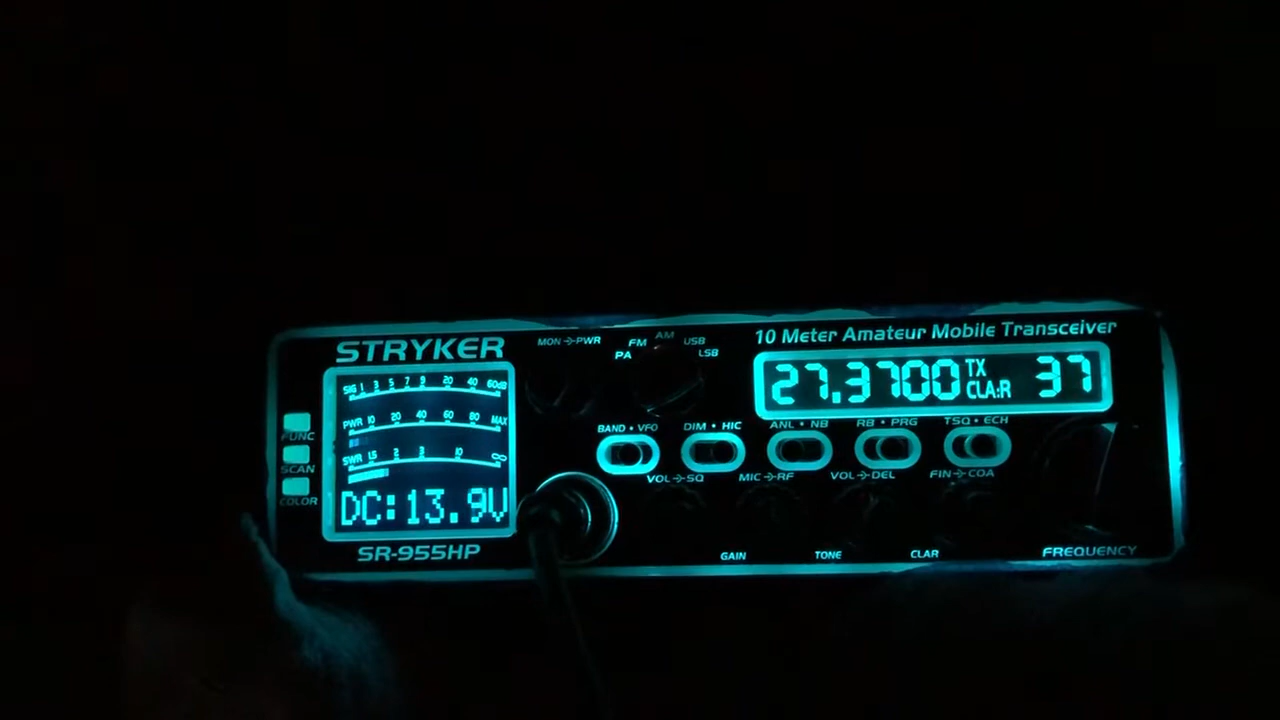 STRYKER
SIG 1 3 5 7 9 20 40 60dB
PWR 10 20 40 60 80 MAX
SWR 1.5 2 3 10 ∞
DC:13.9V
SR-955HP
FUNC
SCAN
COLOR
MON → PWR
PA FM AM USB LSB
10 Meter Amateur Mobile Transceiver
27.3700 TX CLA:R 37
BAND • VFO DIM • HIC ANL • NB RB • PRG TSQ • ECH
VOL → SQ MIC → RF VOL → DEL FIN → COA
GAIN TONE CLAR FREQUENCY